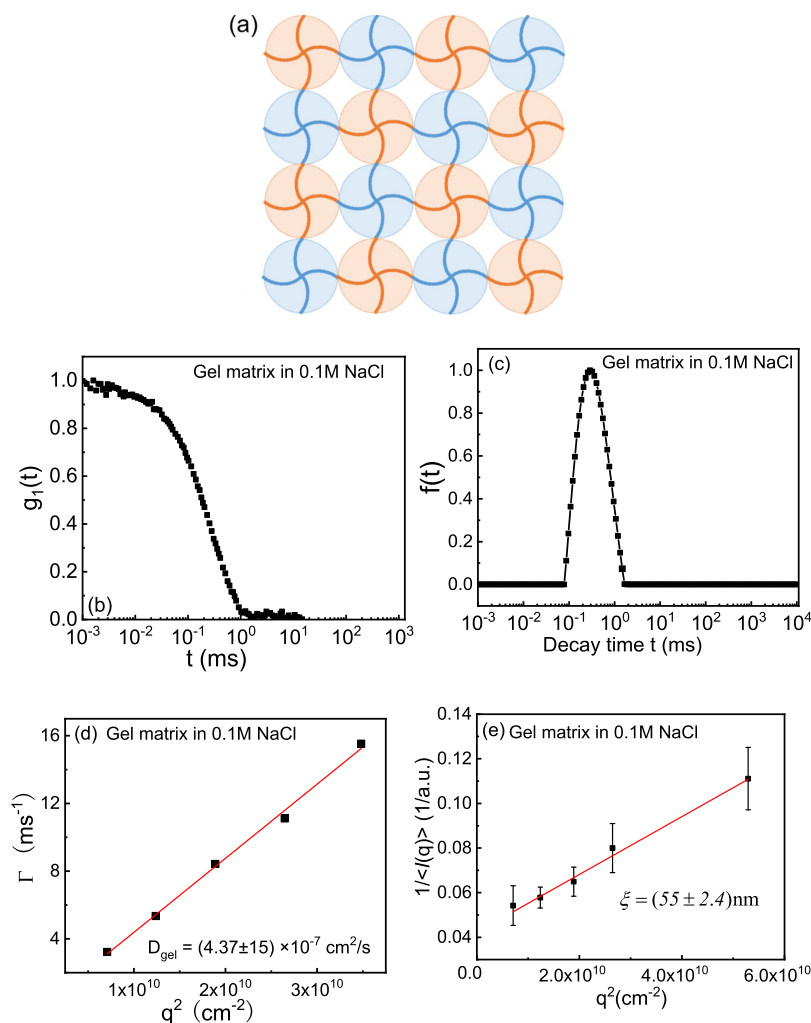 (a)
Gel matrix in 0.1M NaCl
1.0
0.8
0.6
0.4
0.2
0.0
g₁(t)
(b)
10⁻³ 10⁻² 10⁻¹ 10⁰ 10¹ 10² 10³
t (ms)
(c)
Gel matrix in 0.1M NaCl
1.0
0.8
0.6
0.4
0.2
0.0
f(t)
10⁻³ 10⁻² 10⁻¹ 10⁰ 10¹ 10² 10³ 10⁴
Decay time t (ms)
(d) Gel matrix in 0.1M NaCl
16
12
8
4
Γ (ms⁻¹)
D_gel = (4.37±15) ×10⁻⁷ cm²/s
1x10¹⁰ 2x10¹⁰ 3x10¹⁰
q² (cm⁻²)
(e) Gel matrix in 0.1M NaCl
0.14
0.12
0.10
0.08
0.06
0.04
1/<I(q)> (1/a.u.)
ξ = (55 ± 2.4)nm
0.0 2.0x10¹⁰ 4.0x10¹⁰ 6.0x10¹⁰
q²(cm⁻²)